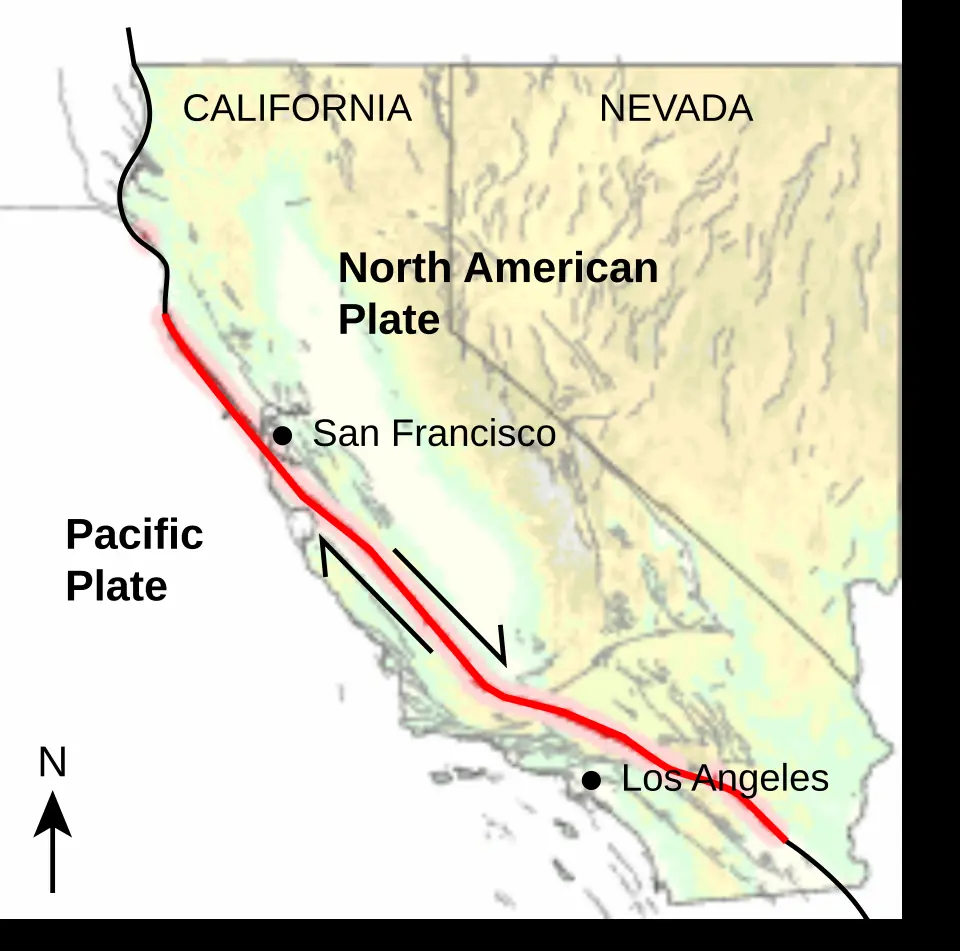 CALIFORNIA
NEVADA
North American
Plate
San Francisco
Pacific
Plate
N
Los Angeles